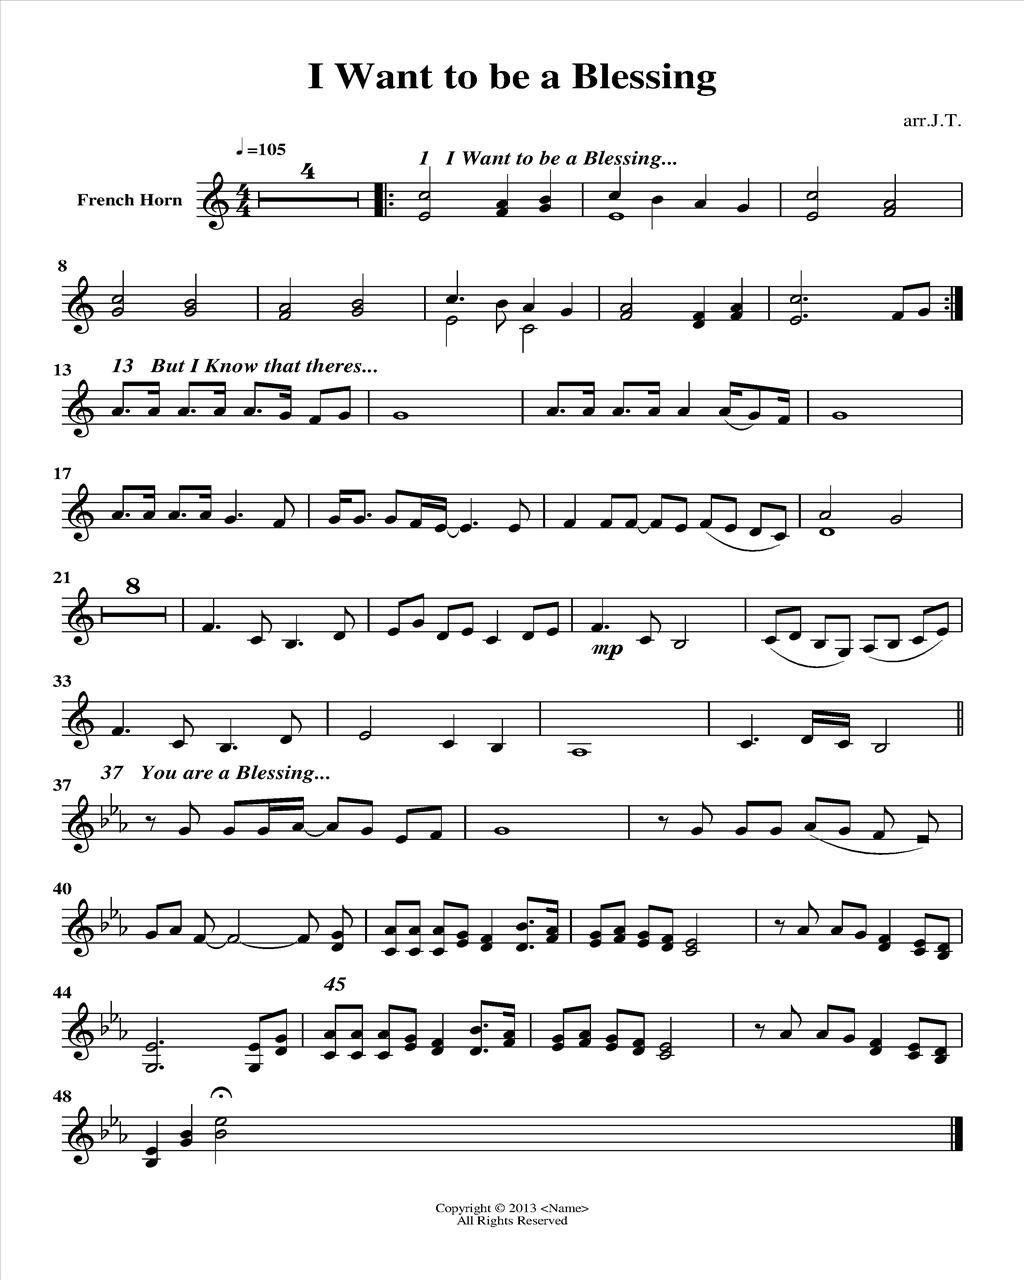 I Want to be a Blessing
arr.J.T.
♩=105
4
1 I Want to be a Blessing...
French Horn
4
4
8
13 But I Know that theres...
13
17
21
8
mp
33
37 You are a Blessing...
37
40
44
45
48
Copyright © 2013 <Name>
All Rights Reserved